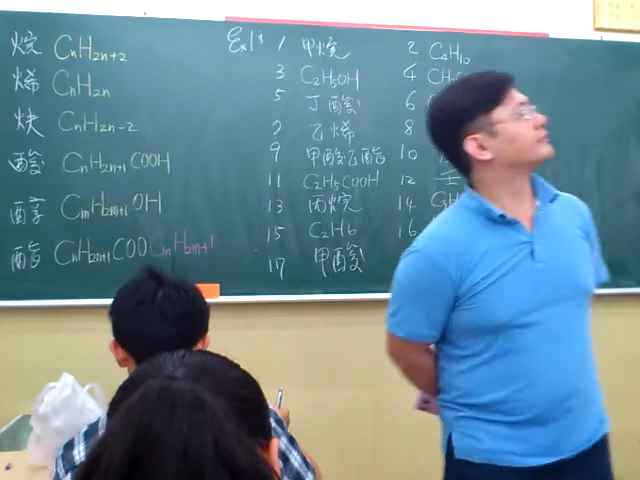 烷 CnH2n+2
烯 CnH2n
炔 CnH2n-2
酸 CnH2n+1COOH
醇 CmH2m+1OH
酯 CnH2n+1COOCmH2m+1
Ex1: 1 甲烷 2 C4H10
3 C2H5OH 4
5 丁酸 6
7 乙烯 8
9 甲酸乙酯 10
11 C2H5COOH 12
13 丙烷 14
15 C2H6 16
17 甲酸